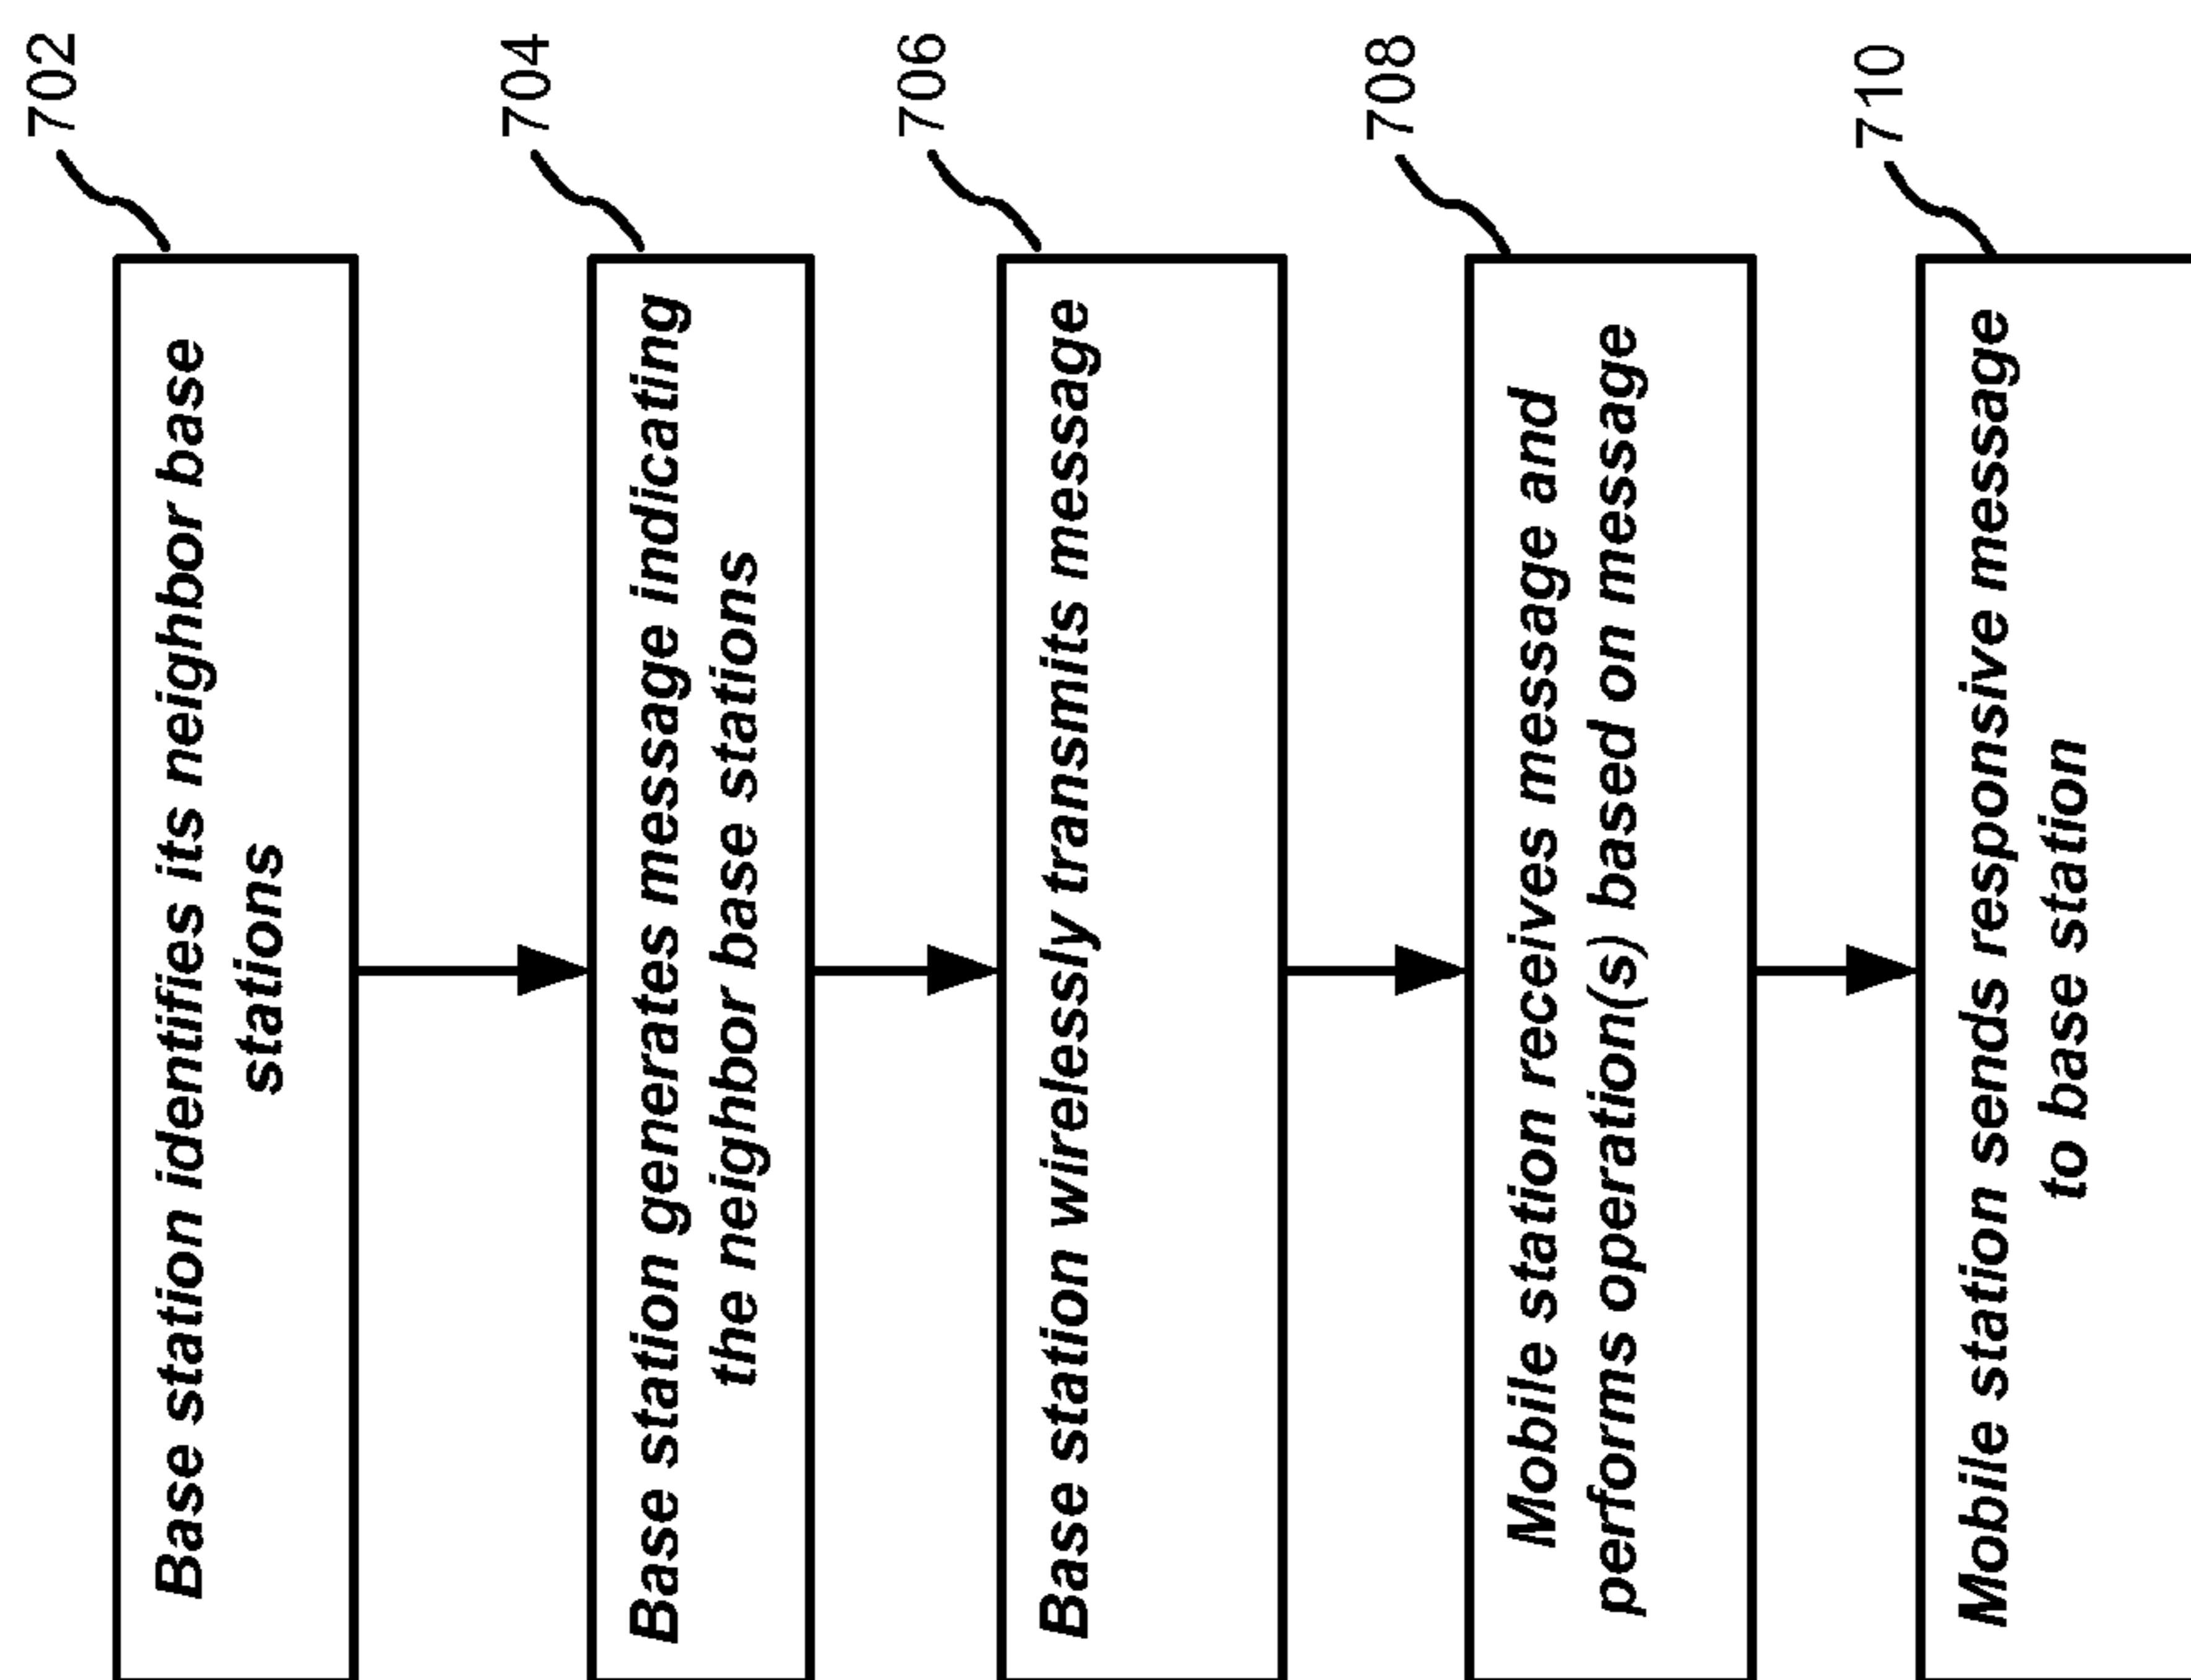 702
Base station identifies its neighbor base
stations
704
Base station generates message indicating
the neighbor base stations
706
Base station wirelessly transmits message
708
Mobile station receives message and
performs operation(s) based on message
710
Mobile station sends responsive message
to base station